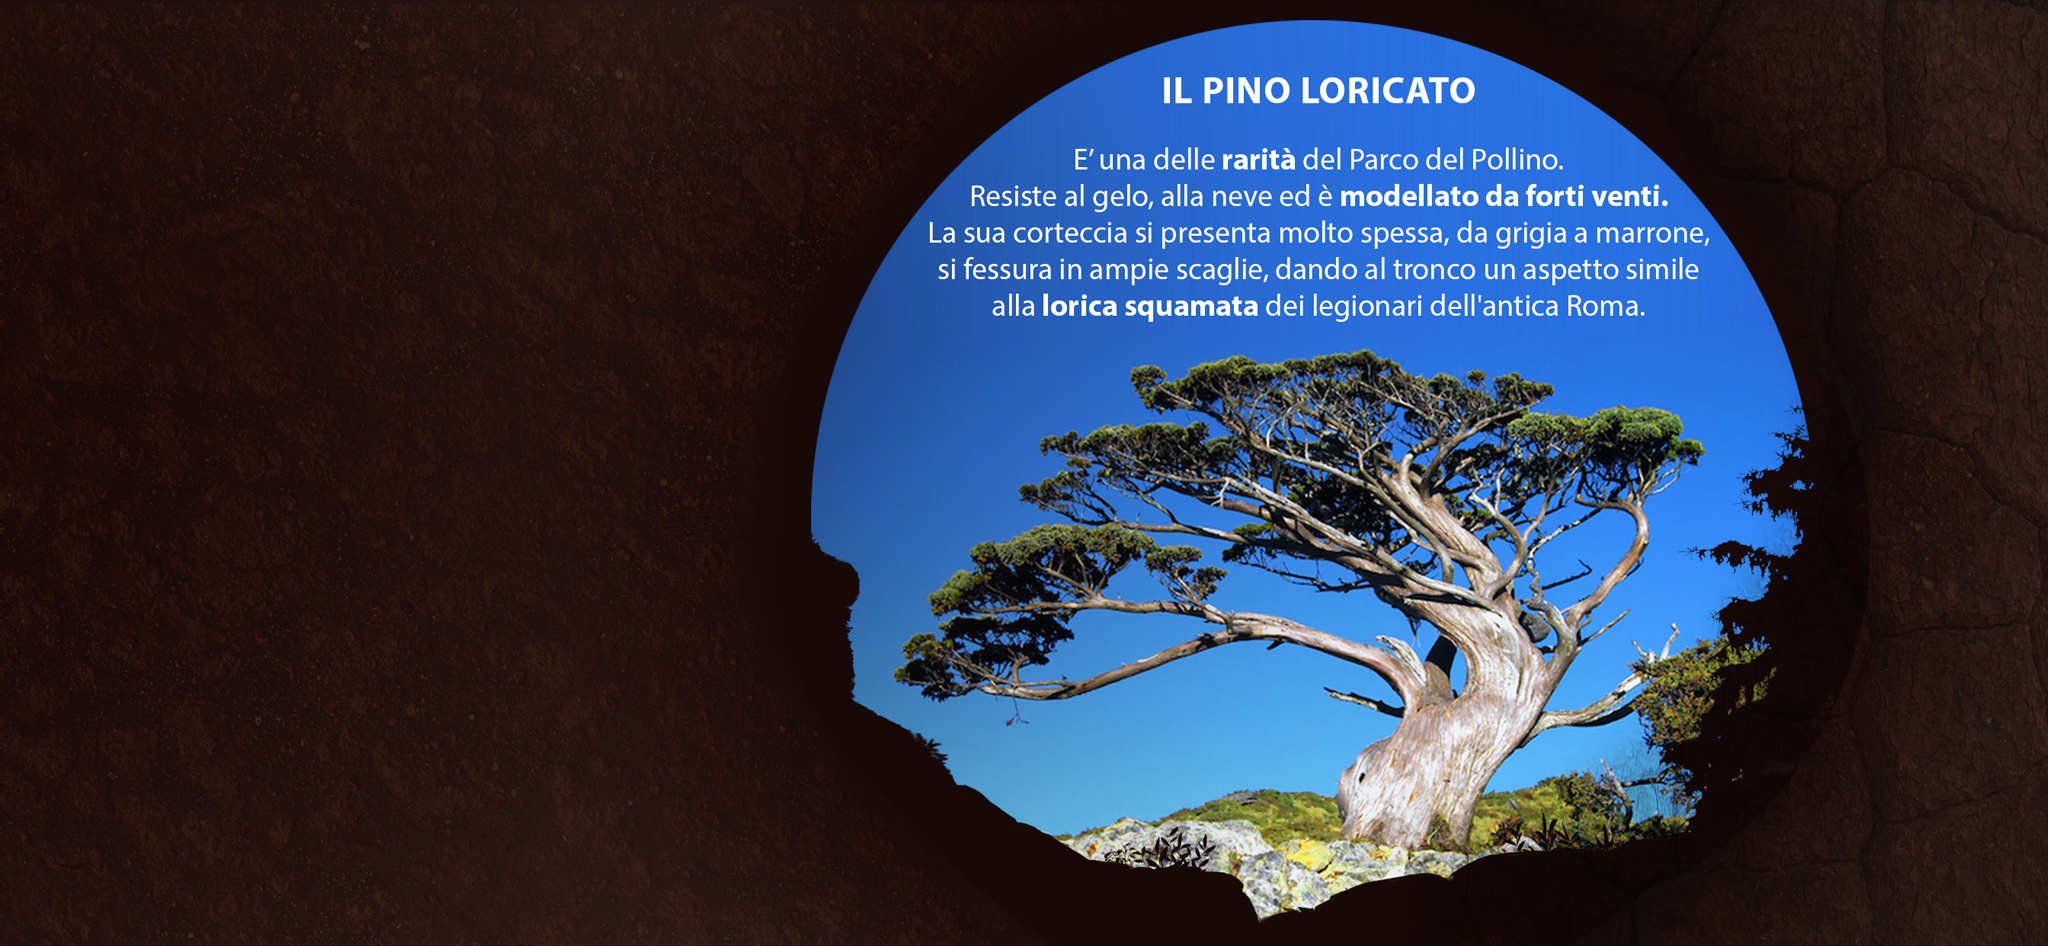 IL PINO LORICATO
E’ una delle rarità del Parco del Pollino.
Resiste al gelo, alla neve ed è modellato da forti venti.
La sua corteccia si presenta molto spessa, da grigia a marrone,
si fessura in ampie scaglie, dando al tronco un aspetto simile
alla lorica squamata dei legionari dell'antica Roma.